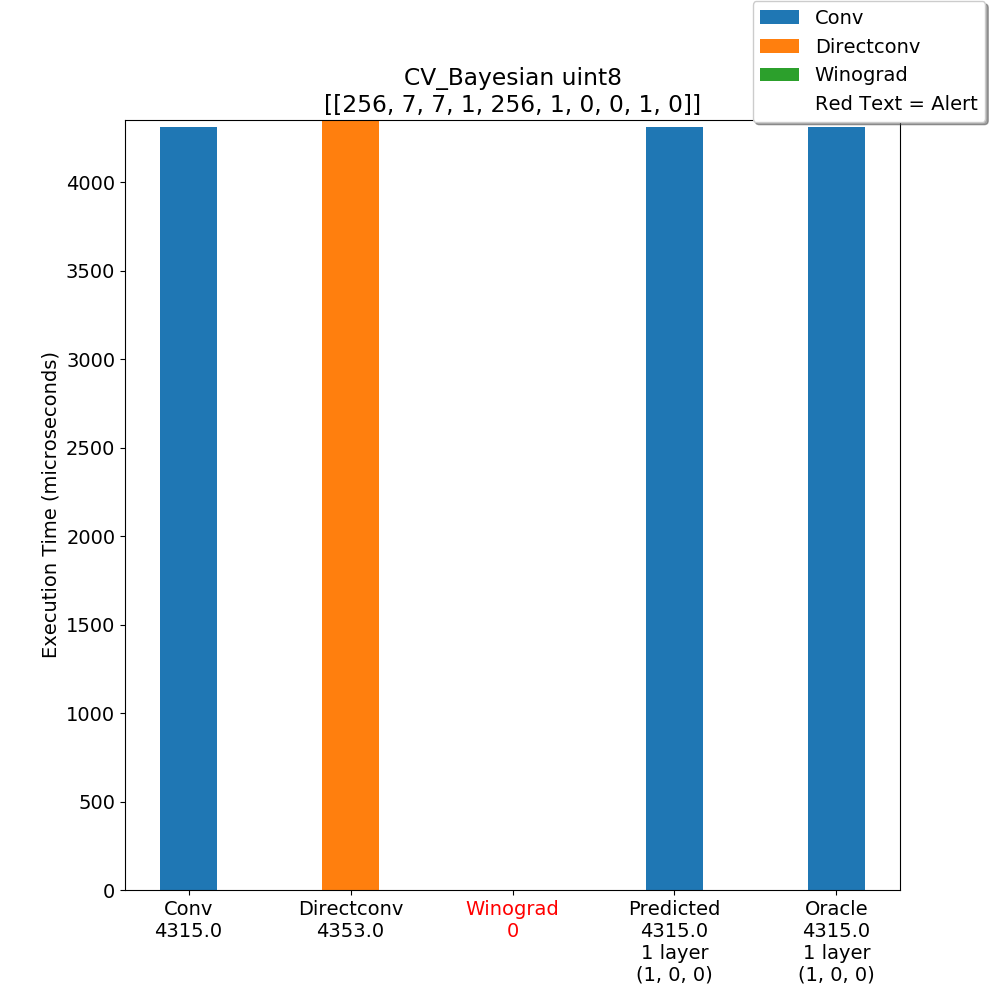 Conv
Directconv
Winograd
Red Text = Alert
CV_Bayesian uint8
[[256, 7, 7, 1, 256, 1, 0, 0, 1, 0]]
Execution Time (microseconds)
4000
3500
3000
2500
2000
1500
1000
500
0
Conv
4315.0
Directconv
4353.0
Winograd
0
Predicted
4315.0
1 layer
(1, 0, 0)
Oracle
4315.0
1 layer
(1, 0, 0)